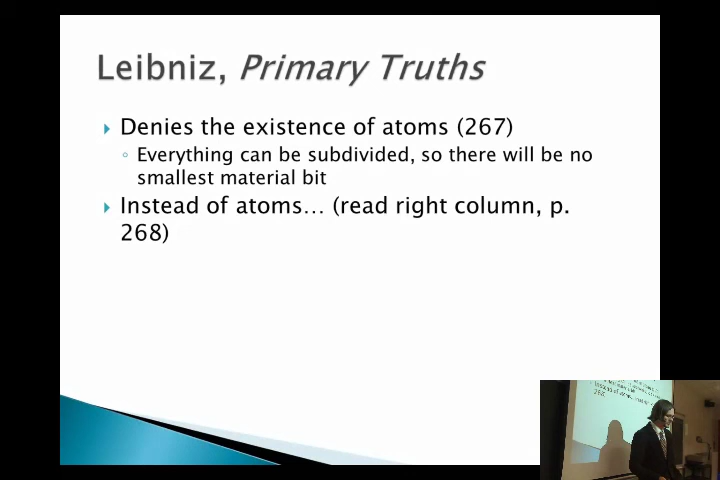 Leibniz, Primary Truths
Denies the existence of atoms (267)
Everything can be subdivided, so there will be no
smallest material bit
Instead of atoms… (read right column, p.
268)